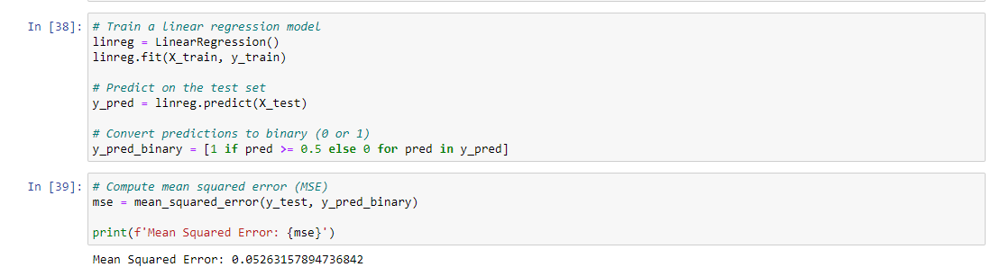 In [38]: # Train a linear regression model
linreg = LinearRegression()
linreg.fit(X_train, y_train)
# Predict on the test set
y_pred = linreg.predict(X_test)
# Convert predictions to binary (0 or 1)
y_pred_binary = [1 if pred >= 0.5 else 0 for pred in y_pred]
In [39]: # Compute mean squared error (MSE)
mse = mean_squared_error(y_test, y_pred_binary)
print(f'Mean Squared Error: {mse}')
Mean Squared Error: 0.05263157894736842